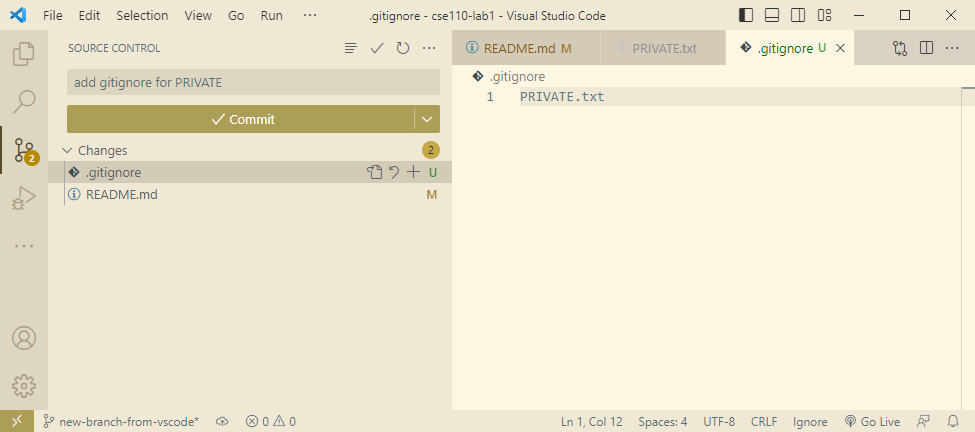 File Edit Selection View Go Run ··· .gitignore - cse110-lab1 - Visual Studio Code
SOURCE CONTROL
README.md M PRIVATE.txt .gitignore U
add gitignore for PRIVATE
.gitignore
1 PRIVATE.txt
Commit
Changes 2
2
.gitignore U
README.md M
new-branch-from-vscode* 0 0 Ln 1, Col 12 Spaces: 4 UTF-8 CRLF Ignore Go Live